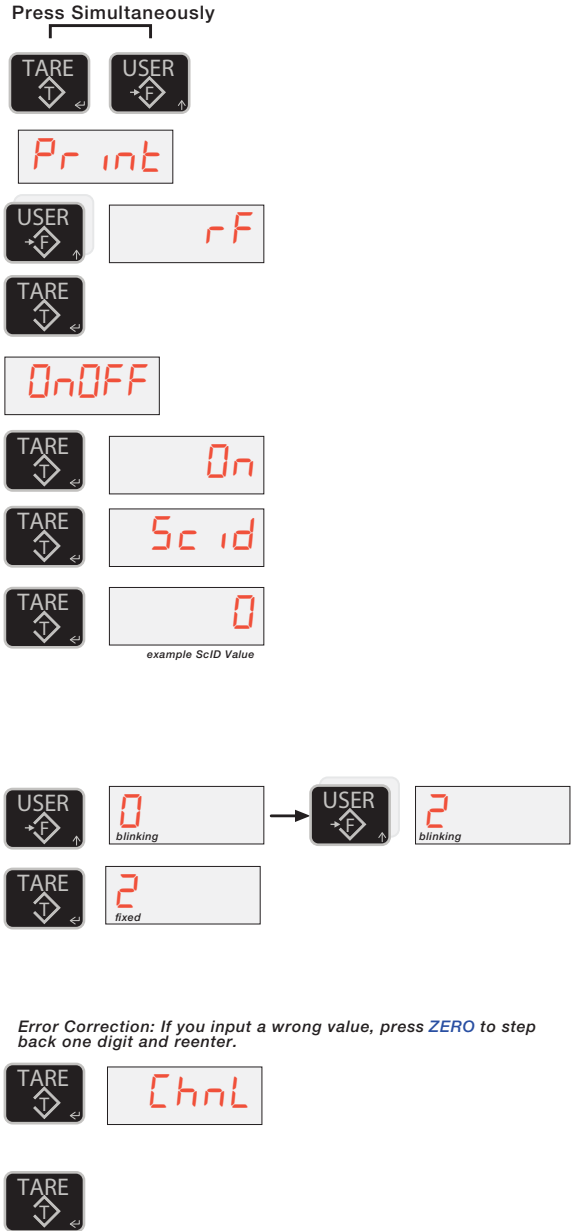 Press Simultaneously
TARE USER
T F
Print
USER rF
F
TARE
T
OnOFF
TARE On
T
TARE Scid
T
TARE 0
T
example ScID Value
USER 0 USER 2
F blinking F blinking
TARE 2
T fixed
Error Correction: If you input a wrong value, press ZERO to step
back one digit and reenter.
TARE ChnL
T
TARE
T